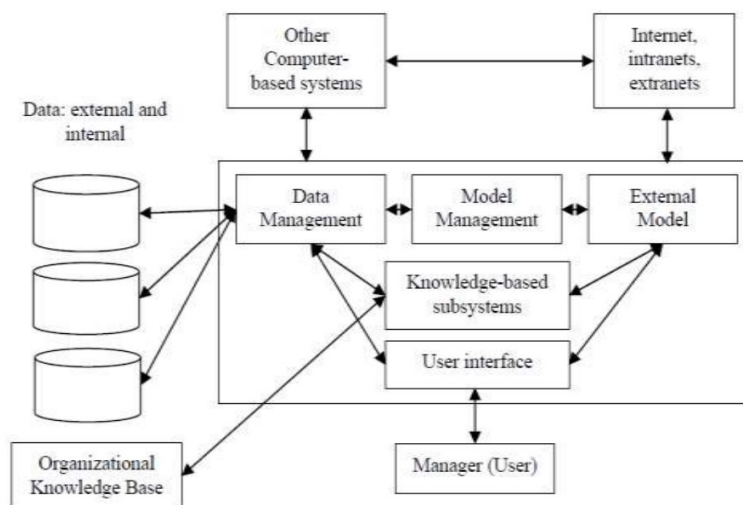 Other
Computer-
based systems
Internet,
intranets,
extranets
Data: external and
internal
Data
Management
Model
Management
External
Model
Knowledge-based
subsystems
User interface
Organizational
Knowledge Base
Manager (User)